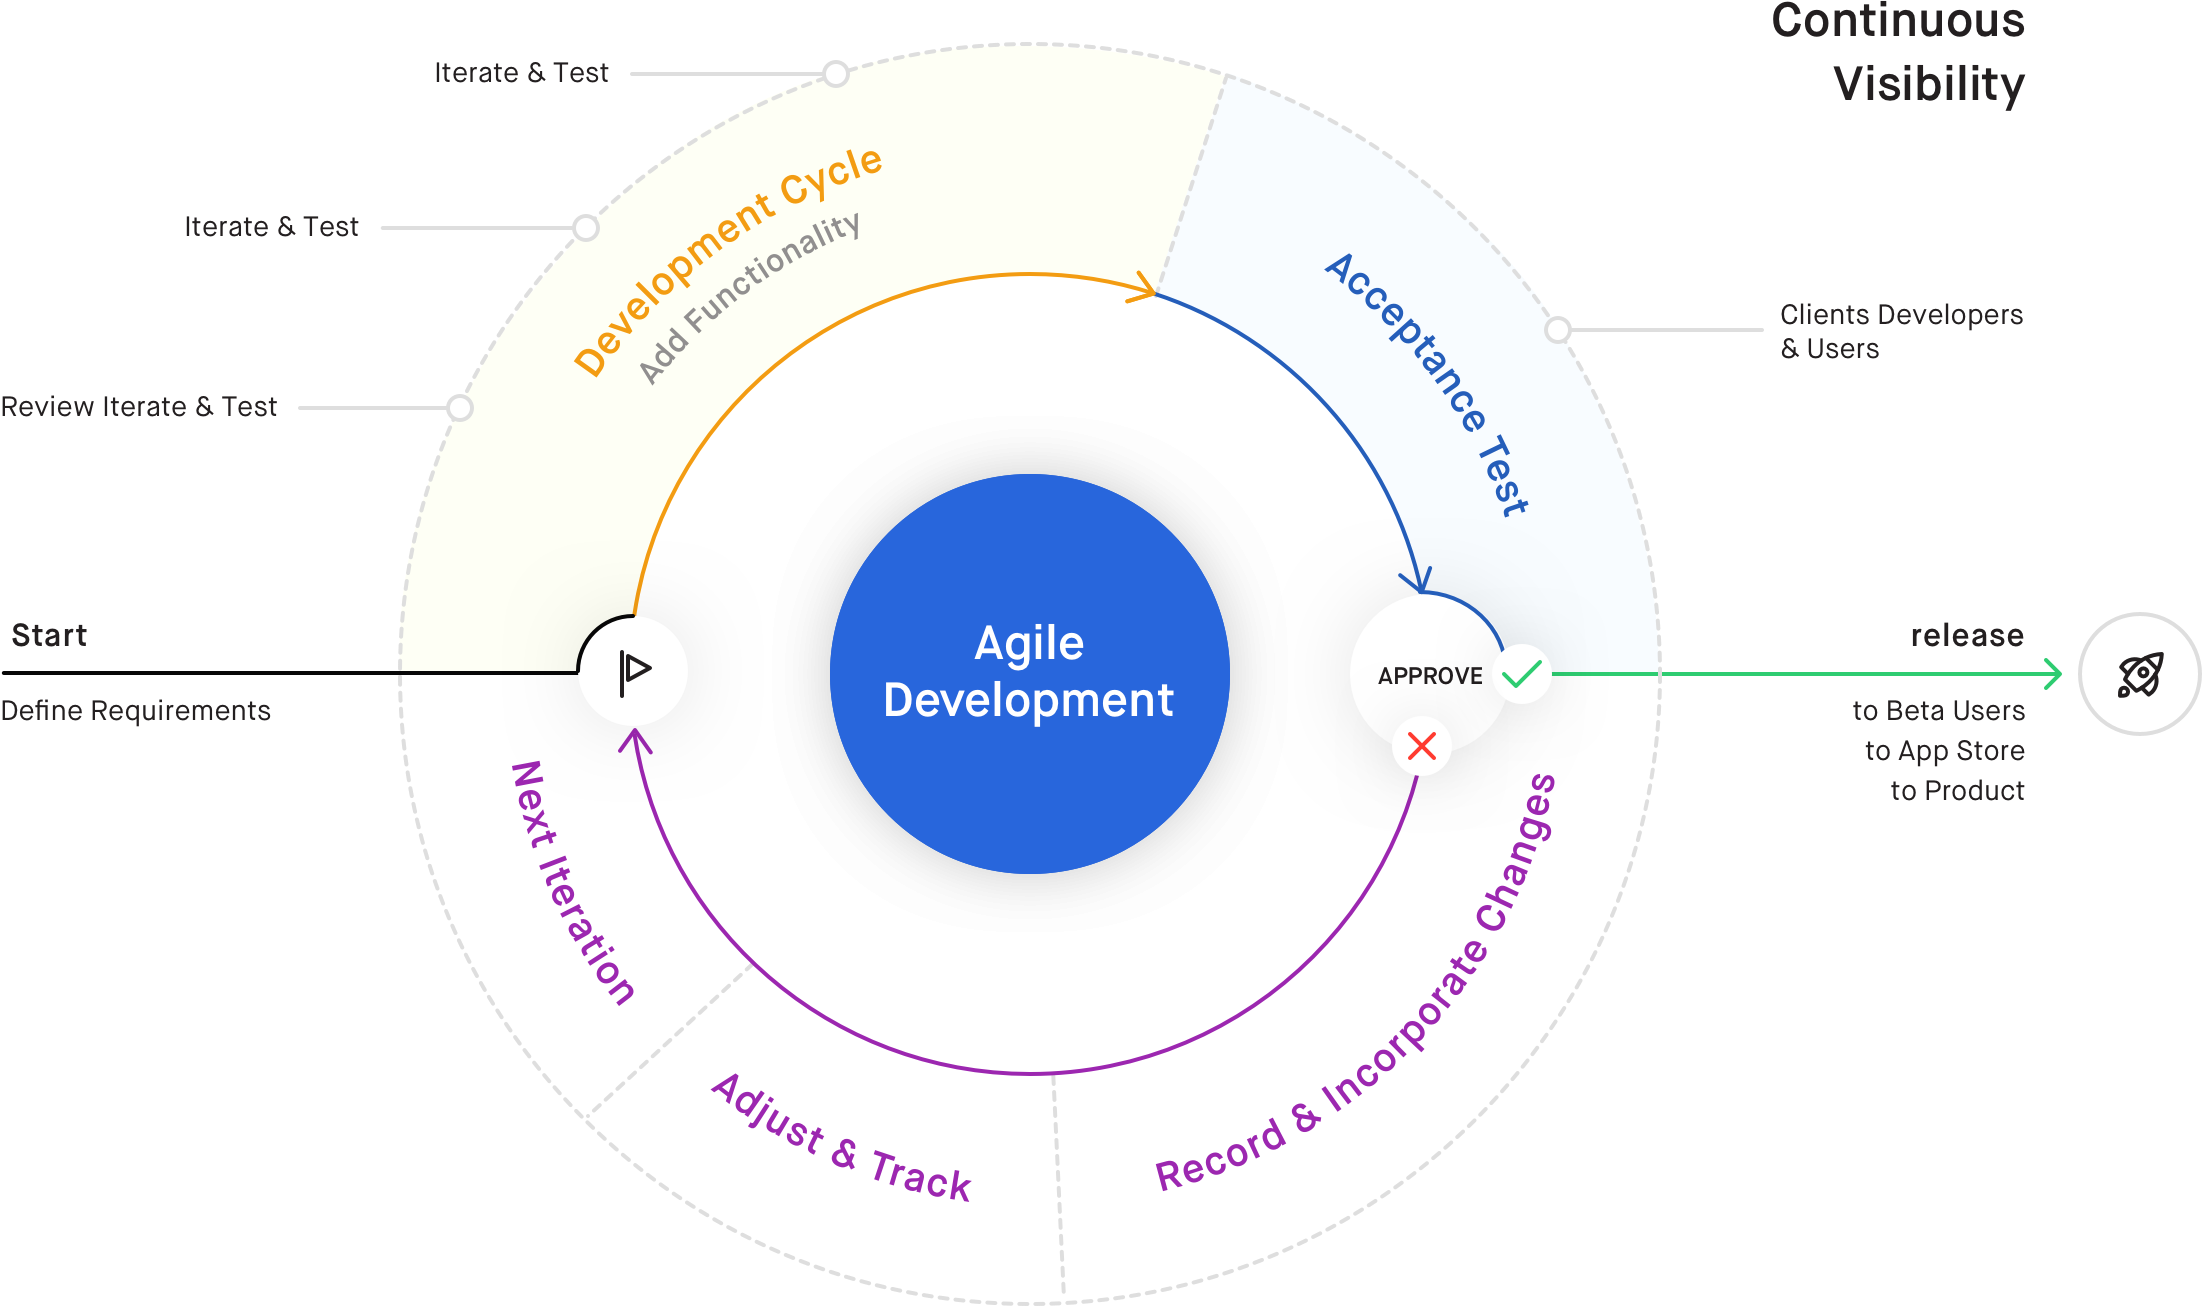 Continuous
Visibility
Iterate & Test
Iterate & Test
Review Iterate & Test
Development Cycle
Add Functionality
Acceptance Test
Clients Developers
& Users
Start
Define Requirements
Agile
Development
APPROVE
release
to Beta Users
to App Store
to Product
Next Iteration
Adjust & Track
Record & Incorporate Changes